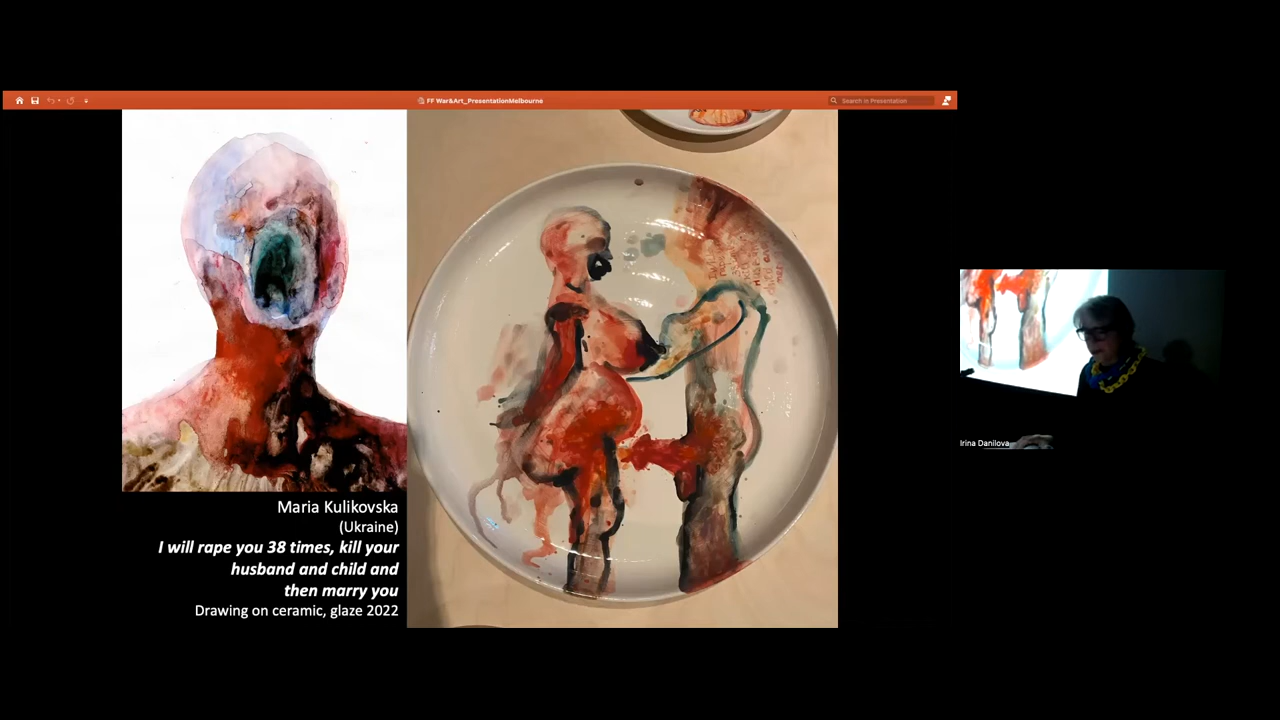 FF War&Art_PresentationMelbourne
Search in Presentation
Maria Kulikovska
(Ukraine)
I will rape you 38 times, kill your
husband and child and
then marry you
Drawing on ceramic, glaze 2022
Irina Danilova